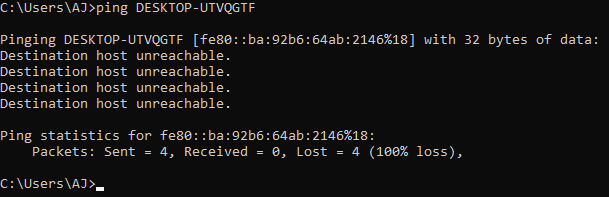 C:\Users\AJ>ping DESKTOP-UTVQGTF
Pinging DESKTOP-UTVQGTF [fe80::ba:92b6:64ab:2146%18] with 32 bytes of data:
Destination host unreachable.
Destination host unreachable.
Destination host unreachable.
Destination host unreachable.
Ping statistics for fe80::ba:92b6:64ab:2146%18:
    Packets: Sent = 4, Received = 0, Lost = 4 (100% loss),
C:\Users\AJ>